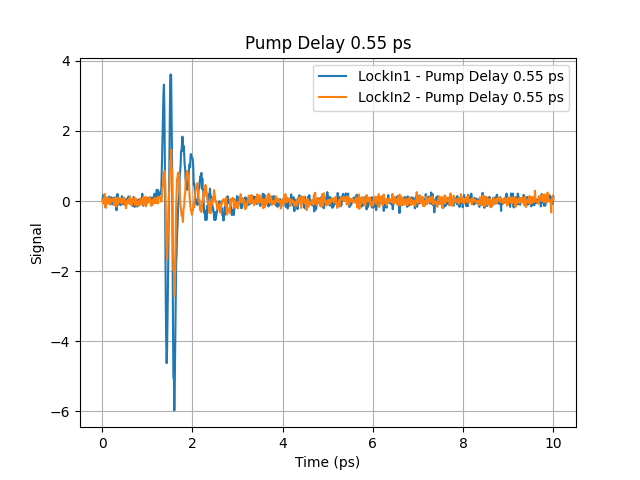 Pump Delay 0.55 ps
LockIn1 - Pump Delay 0.55 ps
LockIn2 - Pump Delay 0.55 ps
4
2
0
−2
−4
−6
Signal
0 2 4 6 8 10
Time (ps)